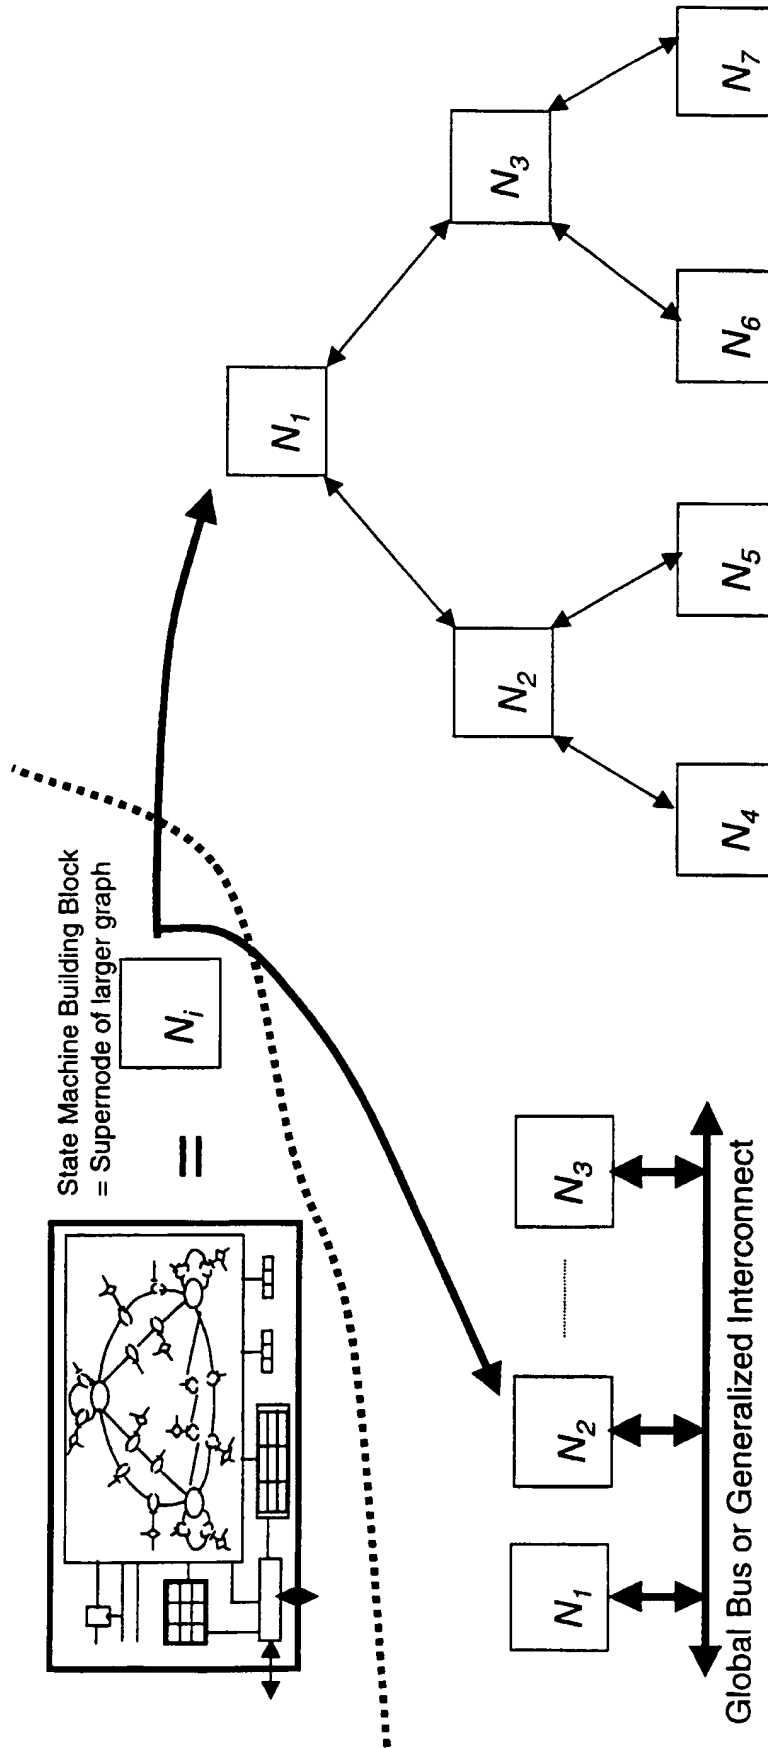 State Machine Building Block
= Supernode of larger graph
=
N_i
N_1
N_2
N_3
N_4
N_5
N_6
N_7
N_1
N_2
N_3
Global Bus or Generalized Interconnect